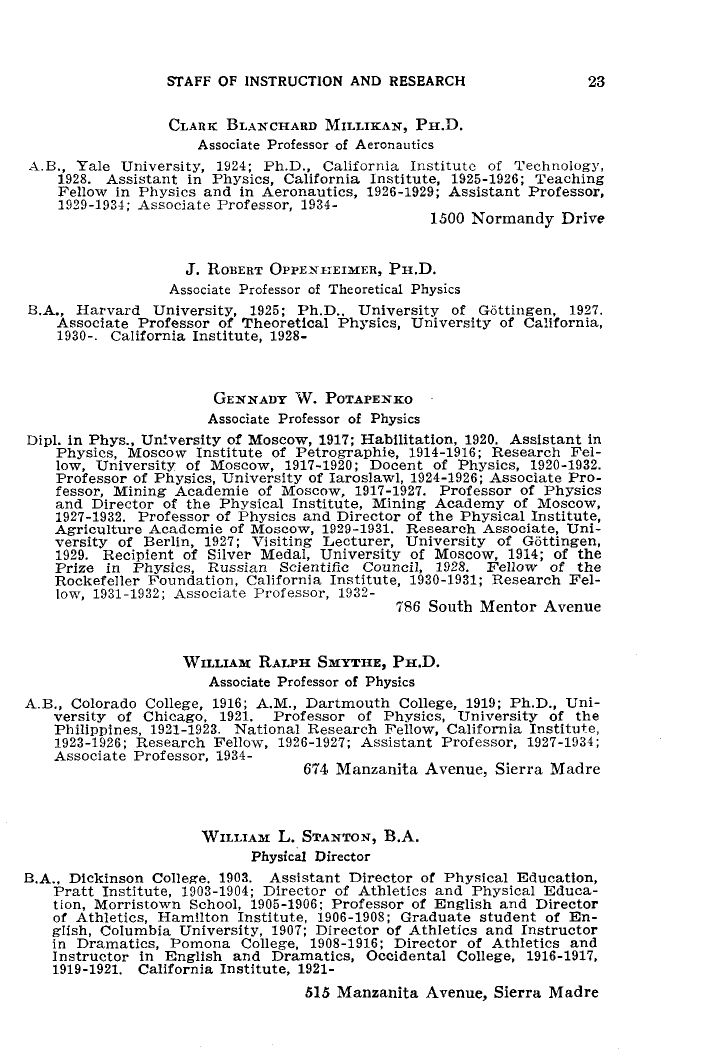 STAFF OF INSTRUCTION AND RESEARCH 23
CLARK BLANCHARD MILLIKAN, PH.D.
Associate Professor of Aeronautics
A.B., Yale University, 1924; Ph.D., California Institute of Technology,
1928. Assistant in Physics, California Institute, 1925-1926; Teaching
Fellow in Physics and in Aeronautics, 1926-1929; Assistant Professor,
1929-1934; Associate Professor, 1934-
1500 Normandy Drive
J. ROBERT OPPENHEIMER, PH.D.
Associate Professor of Theoretical Physics
B.A., Harvard University, 1925; Ph.D., University of Göttingen, 1927.
Associate Professor of Theoretical Physics, University of California,
1930-. California Institute, 1928-
GENNADY W. POTAPENKO
Associate Professor of Physics
Dipl. in Phys., University of Moscow, 1917; Habilitation, 1920. Assistant in
Physics, Moscow Institute of Petrographie, 1914-1916; Research Fel-
low, University of Moscow, 1917-1920; Docent of Physics, 1920-1932.
Professor of Physics, University of Iaroslawl, 1924-1926; Associate Pro-
fessor, Mining Academie of Moscow, 1917-1927. Professor of Physics
and Director of the Physical Institute, Mining Academy of Moscow,
1927-1932. Professor of Physics and Director of the Physical Institute,
Agriculture Academie of Moscow, 1929-1931. Research Associate, Uni-
versity of Berlin, 1927; Visiting Lecturer, University of Göttingen,
1929. Recipient of Silver Medal, University of Moscow, 1914; of the
Prize in Physics, Russian Scientific Council, 1928. Fellow of the
Rockefeller Foundation, California Institute, 1930-1931; Research Fel-
low, 1931-1932; Associate Professor, 1932-
786 South Mentor Avenue
WILLIAM RALPH SMYTHE, PH.D.
Associate Professor of Physics
A.B., Colorado College, 1916; A.M., Dartmouth College, 1919; Ph.D., Uni-
versity of Chicago, 1921. Professor of Physics, University of the
Philippines, 1921-1923. National Research Fellow, California Institute,
1923-1926; Research Fellow, 1926-1927; Assistant Professor, 1927-1934;
Associate Professor, 1934-
674 Manzanita Avenue, Sierra Madre
WILLIAM L. STANTON, B.A.
Physical Director
B.A., Dickinson College, 1903. Assistant Director of Physical Education,
Pratt Institute, 1903-1904; Director of Athletics and Physical Educa-
tion, Morristown School, 1905-1906; Professor of English and Director
of Athletics, Hamilton Institute, 1906-1908; Graduate student of En-
glish, Columbia University, 1907; Director of Athletics and Instructor
in Dramatics, Pomona College, 1908-1916; Director of Athletics and
Instructor in English and Dramatics, Occidental College, 1916-1917,
1919-1921. California Institute, 1921-
515 Manzanita Avenue, Sierra Madre